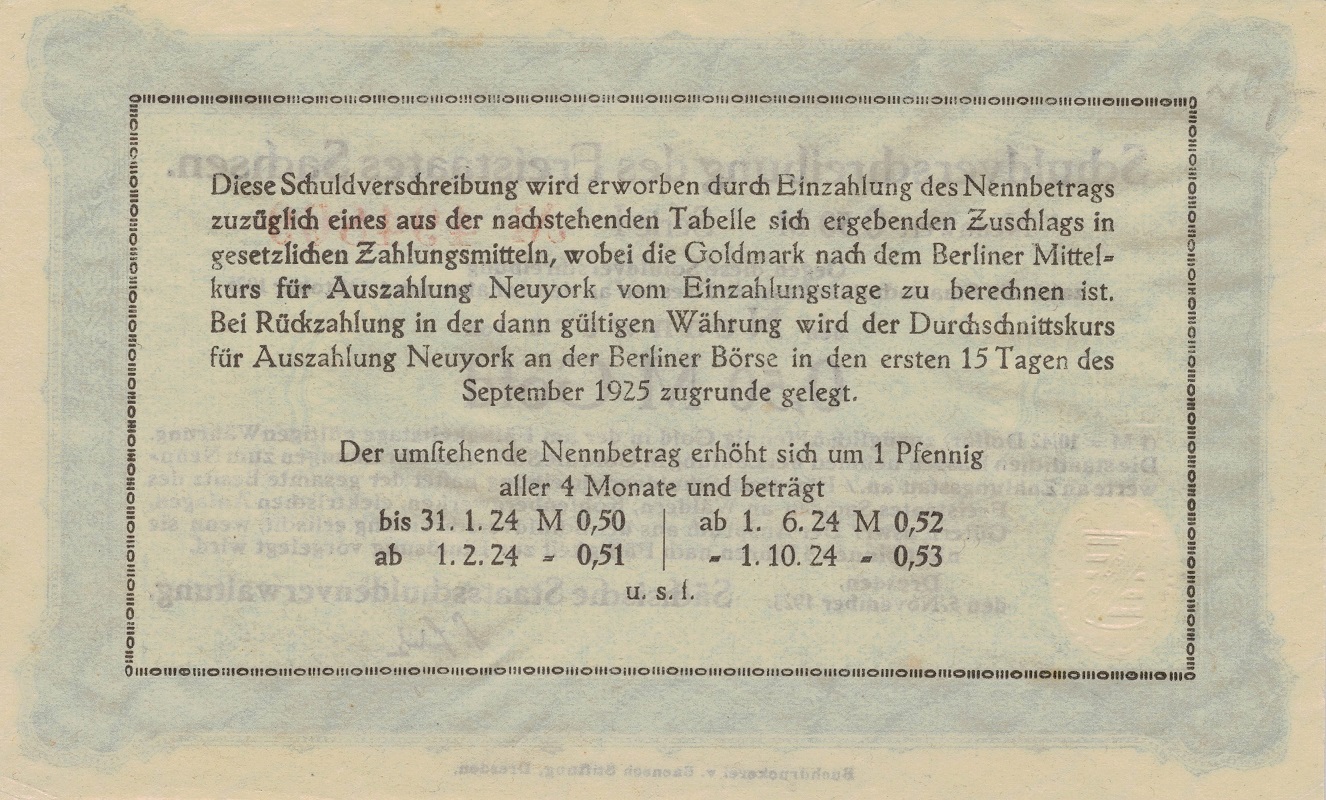 Diese Schuldverschreibung wird erworben durch Einzahlung des Nennbetrags
zuzüglich eines aus der nachstehenden Tabelle sich ergebenden Zuschlags in
gesetzlichen Zahlungsmitteln, wobei die Goldmark nach dem Berliner Mittel=
kurs für Auszahlung Neuyork vom Einzahlungstage zu berechnen ist.
Bei Rückzahlung in der dann gültigen Währung wird der Durchschnittskurs
für Auszahlung Neuyork an der Berliner Börse in den ersten 15 Tagen des
September 1925 zugrunde gelegt.
Der umstehende Nennbetrag erhöht sich um 1 Pfennig
aller 4 Monate und beträgt
bis 31. 1. 24 M 0,50 | ab 1. 6. 24 M 0,52
ab 1. 2. 24 - 0,51 | - 1. 10. 24 - 0,53
u. s. f.